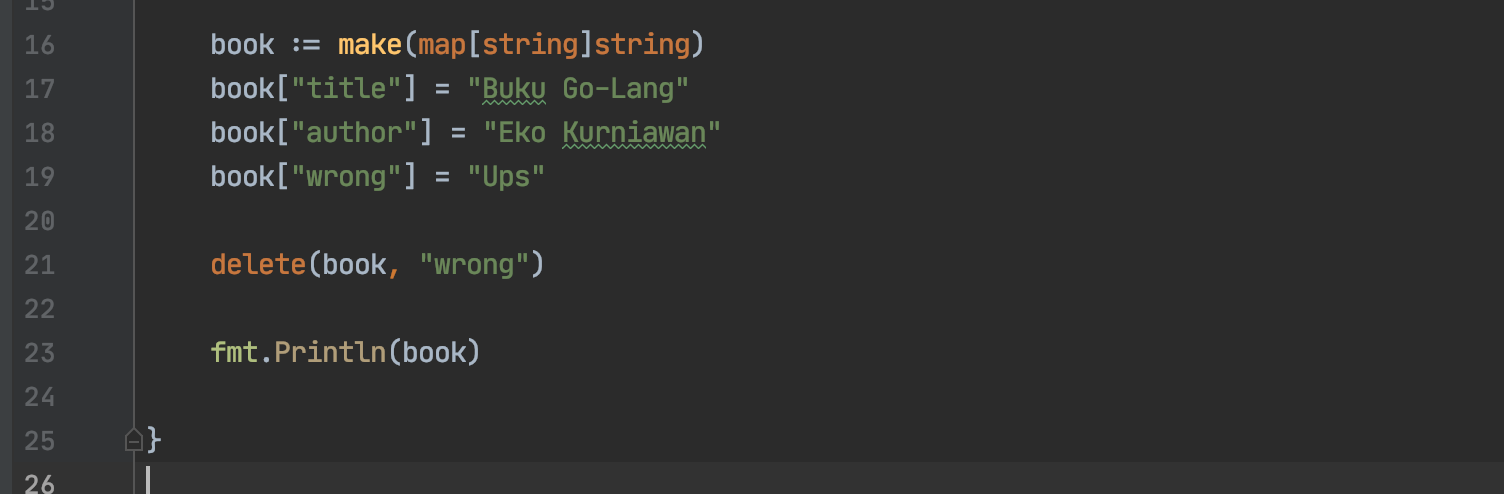 15
16 book := make(map[string]string)
17 book["title"] = "Buku Go-Lang"
18 book["author"] = "Eko Kurniawan"
19 book["wrong"] = "Ups"
20
21 delete(book, "wrong")
22
23 fmt.Println(book)
24
25 }
26